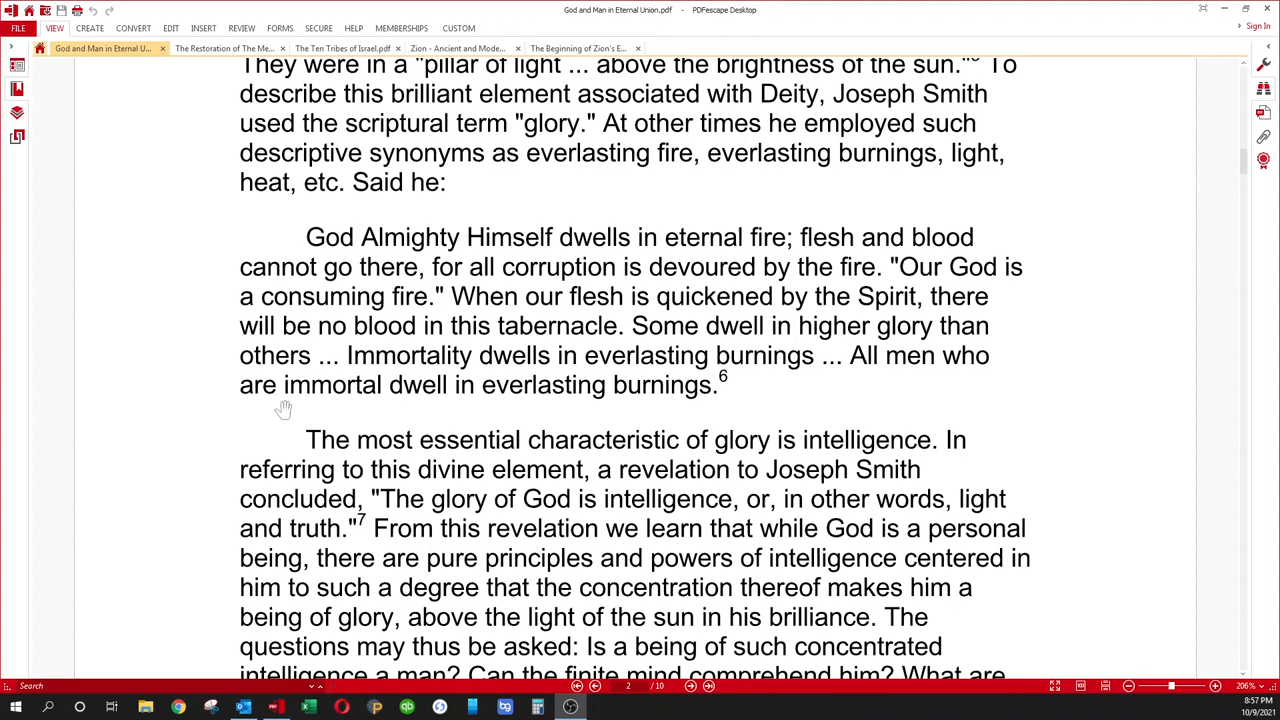 God and Man in Eternal Union.pdf - PDFescape Desktop
FILE VIEW CREATE CONVERT EDIT INSERT REVIEW FORMS SECURE HELP MEMBERSHIPS CUSTOM Sign In
God and Man in Eternal U... × The Restoration of The Me... × The Ten Tribes of Israel.pdf × Zion - Ancient and Mode... × The Beginning of Zion's E... ×
They were in a "pillar of light ... above the brightness of the sun." To
describe this brilliant element associated with Deity, Joseph Smith
used the scriptural term "glory." At other times he employed such
descriptive synonyms as everlasting fire, everlasting burnings, light,
heat, etc. Said he:
God Almighty Himself dwells in eternal fire; flesh and blood
cannot go there, for all corruption is devoured by the fire. "Our God is
a consuming fire." When our flesh is quickened by the Spirit, there
will be no blood in this tabernacle. Some dwell in higher glory than
others ... Immortality dwells in everlasting burnings ... All men who
are immortal dwell in everlasting burnings.6
The most essential characteristic of glory is intelligence. In
referring to this divine element, a revelation to Joseph Smith
concluded, "The glory of God is intelligence, or, in other words, light
and truth."7 From this revelation we learn that while God is a personal
being, there are pure principles and powers of intelligence centered in
him to such a degree that the concentration thereof makes him a
being of glory, above the light of the sun in his brilliance. The
questions may thus be asked: Is a being of such concentrated
intelligence a man? Can the finite mind comprehend him? What are
Search 2 / 10 206%
8:57 PM
10/9/2021